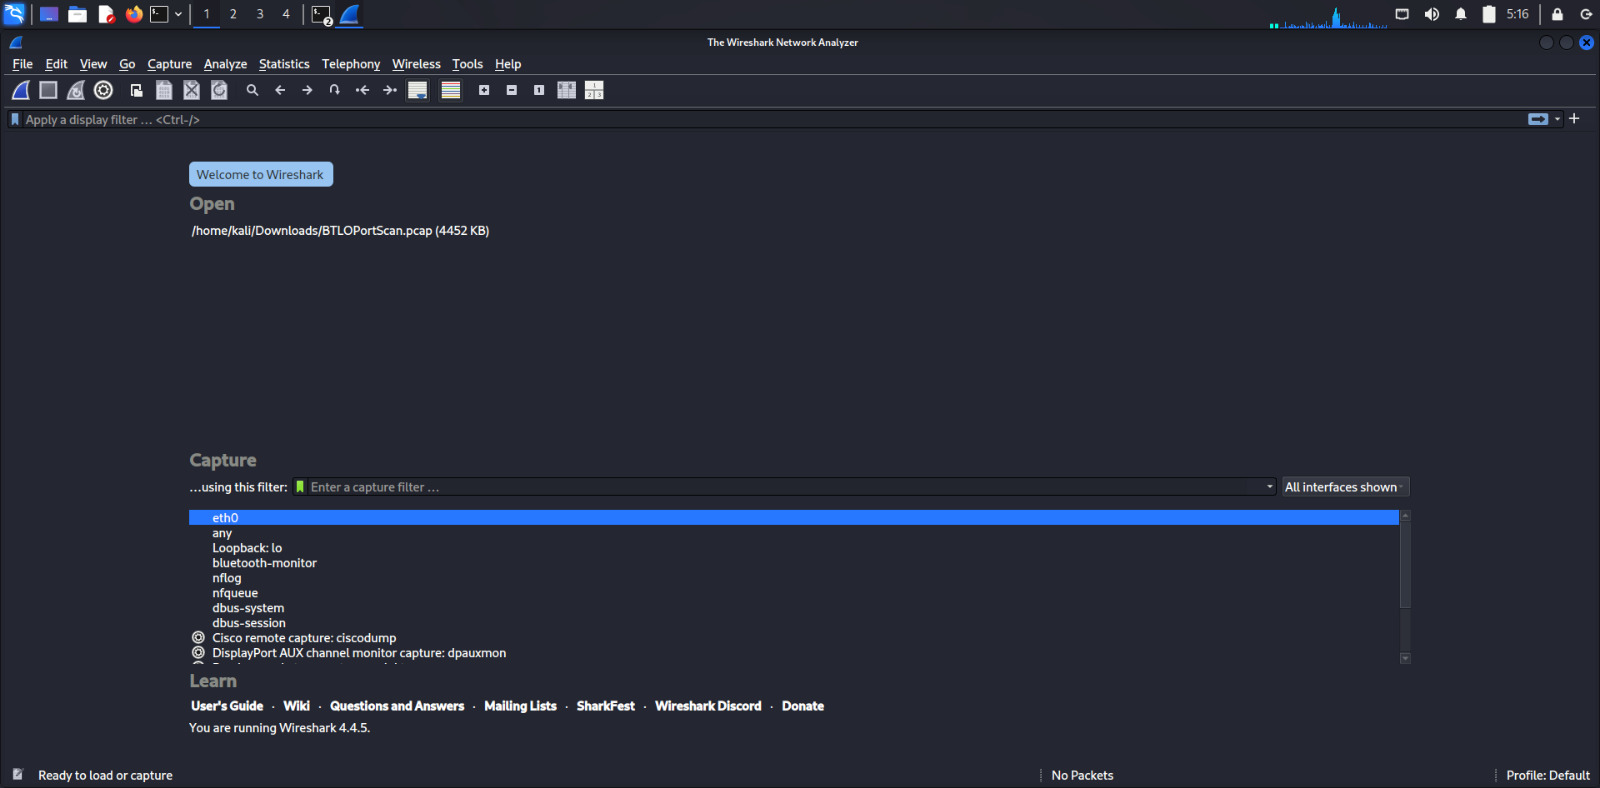 1 2 3 4 2 5:16
The Wireshark Network Analyzer
File Edit View Go Capture Analyze Statistics Telephony Wireless Tools Help
Apply a display filter ... <Ctrl-/>
Welcome to Wireshark
Open
/home/kali/Downloads/BTLOPortScan.pcap (4452 KB)
Capture
...using this filter: Enter a capture filter ... All interfaces shown
eth0
any
Loopback: lo
bluetooth-monitor
nflog
nfqueue
dbus-system
dbus-session
Cisco remote capture: ciscodump
DisplayPort AUX channel monitor capture: dpauxmon
Learn
User's Guide · Wiki · Questions and Answers · Mailing Lists · SharkFest · Wireshark Discord · Donate
You are running Wireshark 4.4.5.
Ready to load or capture No Packets Profile: Default